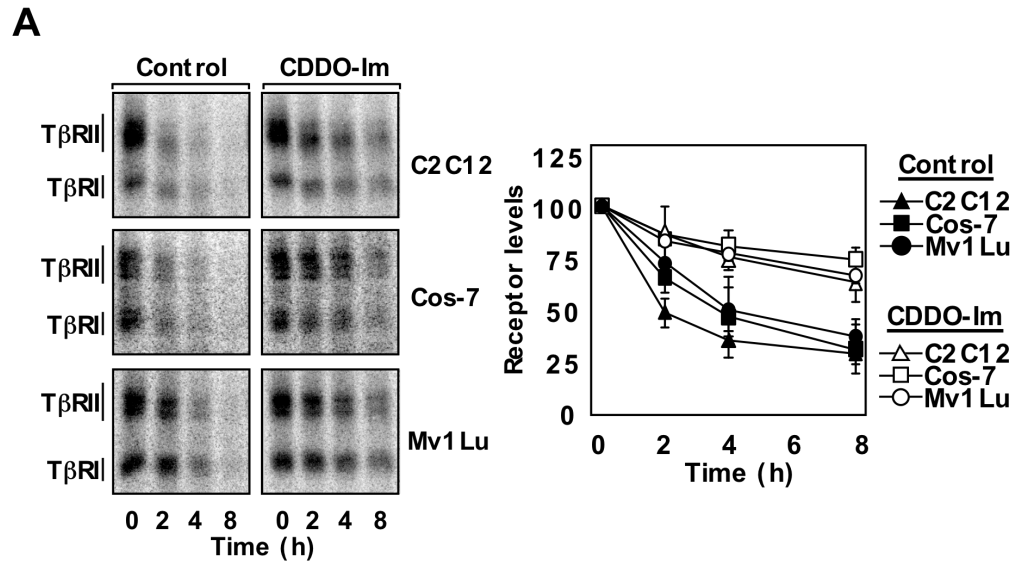 A
Control
CDDO-Im
TβRII
TβRI
C2C12
TβRII
TβRI
Cos-7
TβRII
TβRI
Mv1Lu
0 2 4 8 0 2 4 8
Time (h)
Receptor levels
125
100
75
50
25
0
0 2 4 6 8
Time (h)
Control
C2C12
Cos-7
Mv1Lu
CDDO-Im
C2C12
Cos-7
Mv1Lu